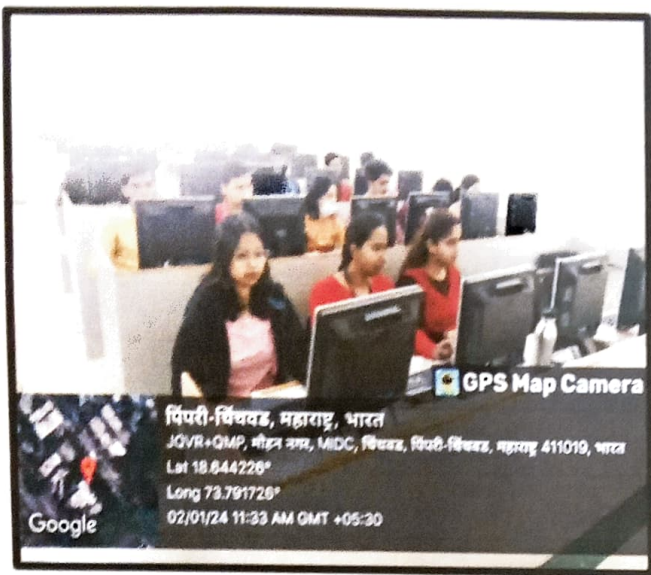 GPS Map Camera
पिंपरी-चिंचवड, महाराष्ट्र, भारत
JQVR+QMP, मोहन नगर, MIDC, चिंचवड, पिंपरी-चिंचवड, महाराष्ट्र 411019, भारत
Lat 18.644226°
Long 73.791726°
02/01/24 11:33 AM GMT +05:30
Google